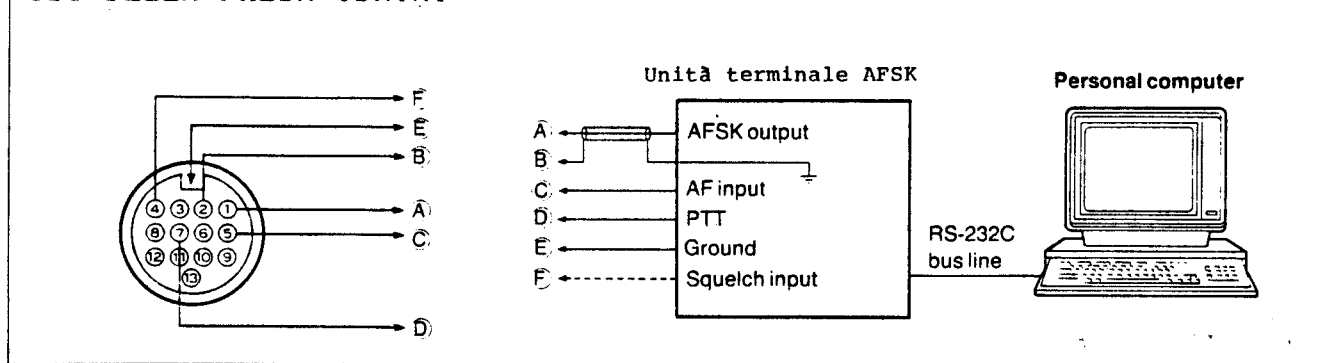 Unità terminale AFSK
Personal computer
F
E
B
A
C
D
4 3 2 1
8 7 6 5
12 11 10 9
13
A
B
C
D
E
F
AFSK output
AF input
PTT
Ground
Squelch input
RS-232C
bus line